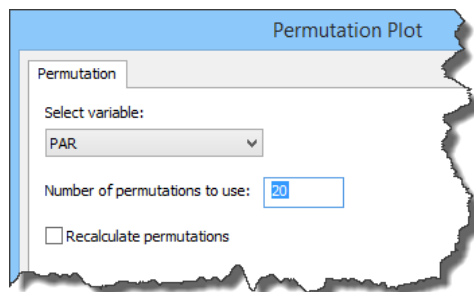 Permutation Plot
Permutation
Select variable:
PAR
Number of permutations to use: 20
Recalculate permutations